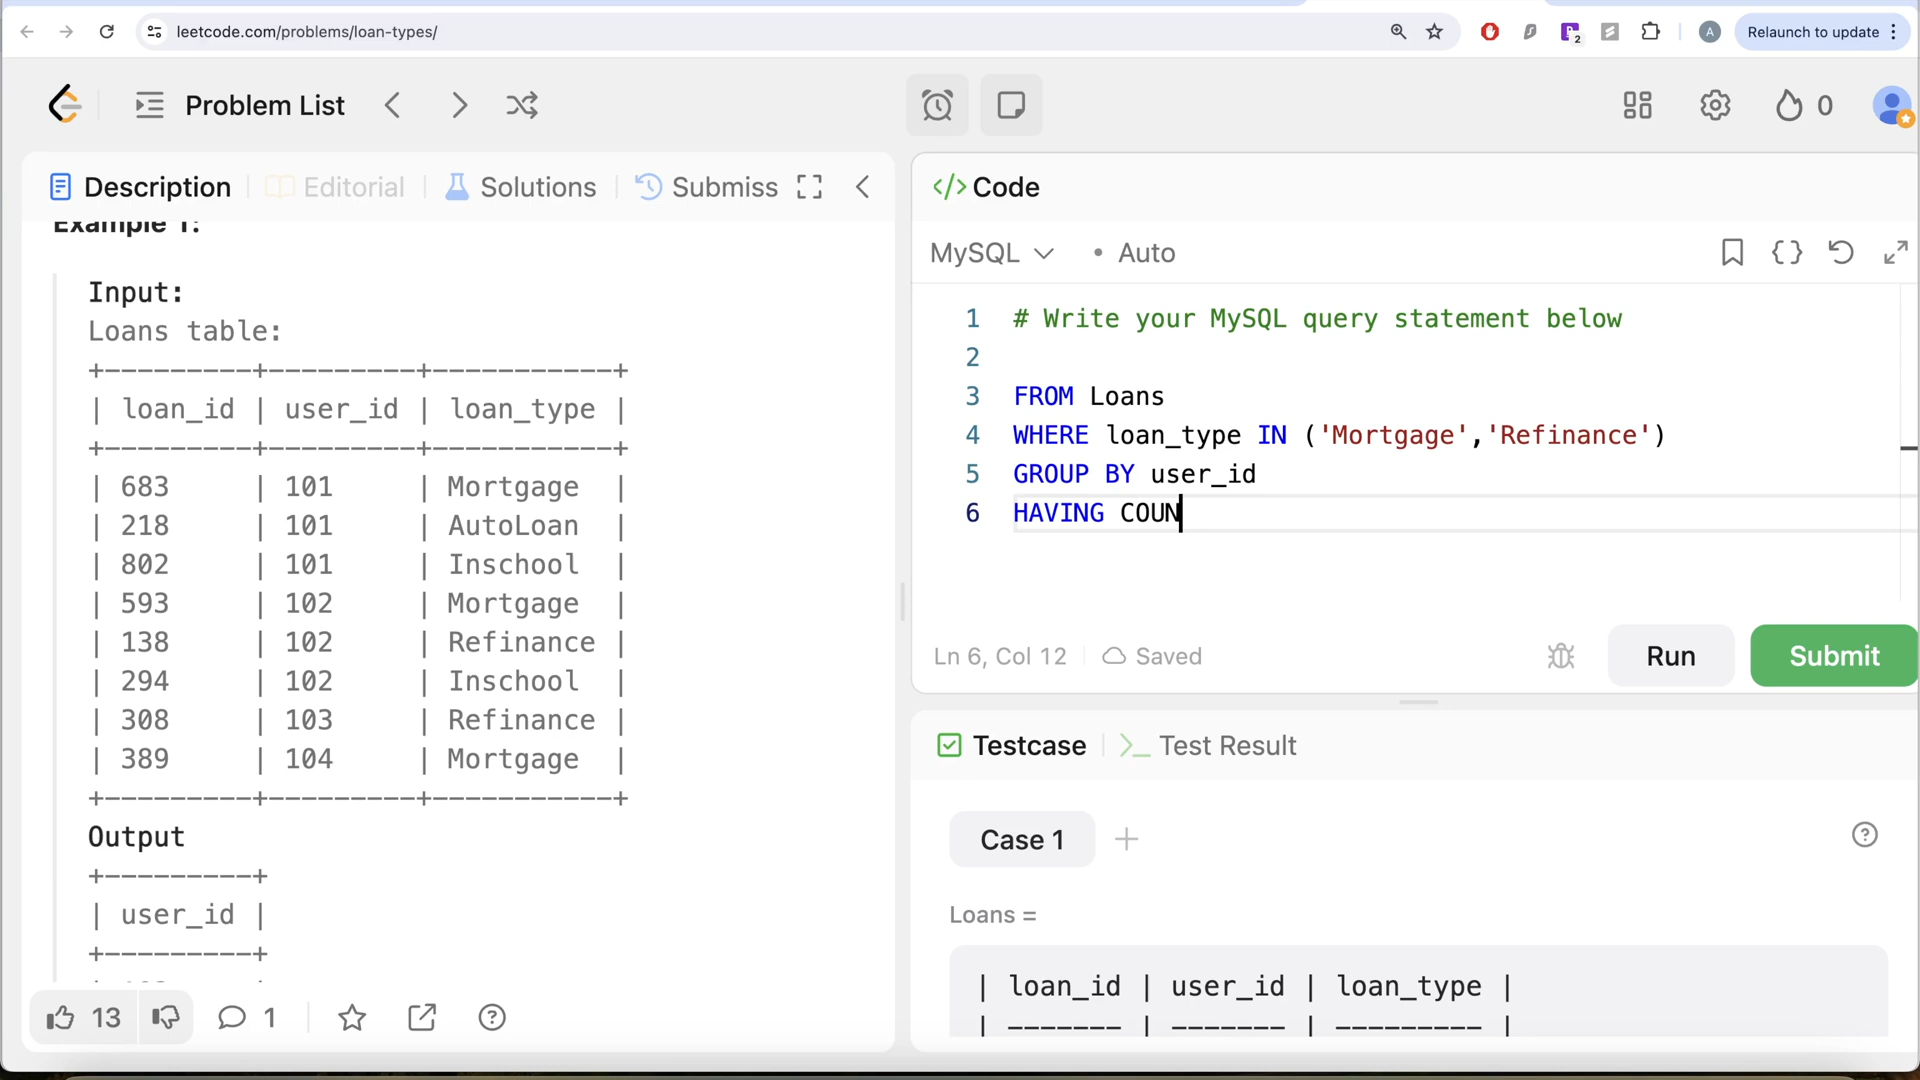 leetcode.com/problems/loan-types/
2
A
Relaunch to update
Problem List
0
Description
Editorial
Solutions
Submiss
Example 1:
Input:
Loans table:
+---------+---------+-----------+
| loan_id | user_id | loan_type |
+---------+---------+-----------+
| 683 | 101 | Mortgage |
| 218 | 101 | AutoLoan |
| 802 | 101 | Inschool |
| 593 | 102 | Mortgage |
| 138 | 102 | Refinance |
| 294 | 102 | Inschool |
| 308 | 103 | Refinance |
| 389 | 104 | Mortgage |
+---------+---------+-----------+
Output
+---------+
| user_id |
+---------+
13
1
</> Code
MySQL
• Auto
1 # Write your MySQL query statement below
2
3 FROM Loans
4 WHERE loan_type IN ('Mortgage','Refinance')
5 GROUP BY user_id
6 HAVING COUN
Ln 6, Col 12
Saved
Run
Submit
Testcase
>_ Test Result
Case 1 +
Loans =
| loan_id | user_id | loan_type |
| ------- | ------- | --------- |